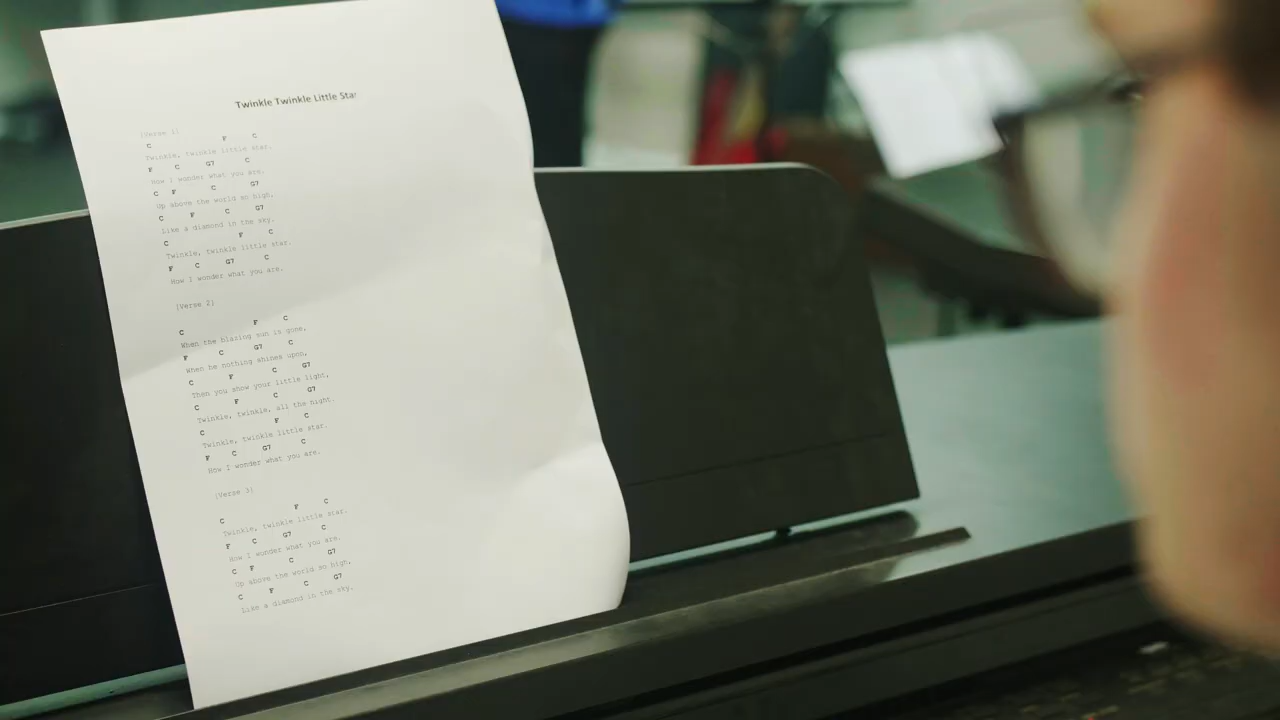 Twinkle Twinkle Little Star
[Verse 1]
C F C
Twinkle, twinkle little star.
F C G7 C
How I wonder what you are.
C F C G7
Up above the world so high,
C F C G7
Like a diamond in the sky.
C F C
Twinkle, twinkle little star.
F C G7 C
How I wonder what you are.
[Verse 2]
C F C
When the blazing sun is gone,
F C G7 C
When he nothing shines upon,
C F C G7
Then you show your little light,
C F C G7
Twinkle, twinkle, all the night.
C F C
Twinkle, twinkle little star.
F C G7 C
How I wonder what you are.
[Verse 3]
C F C
Twinkle, twinkle little star.
F C G7 C
How I wonder what you are.
C F C G7
Up above the world so high,
C F C G7
Like a diamond in the sky.